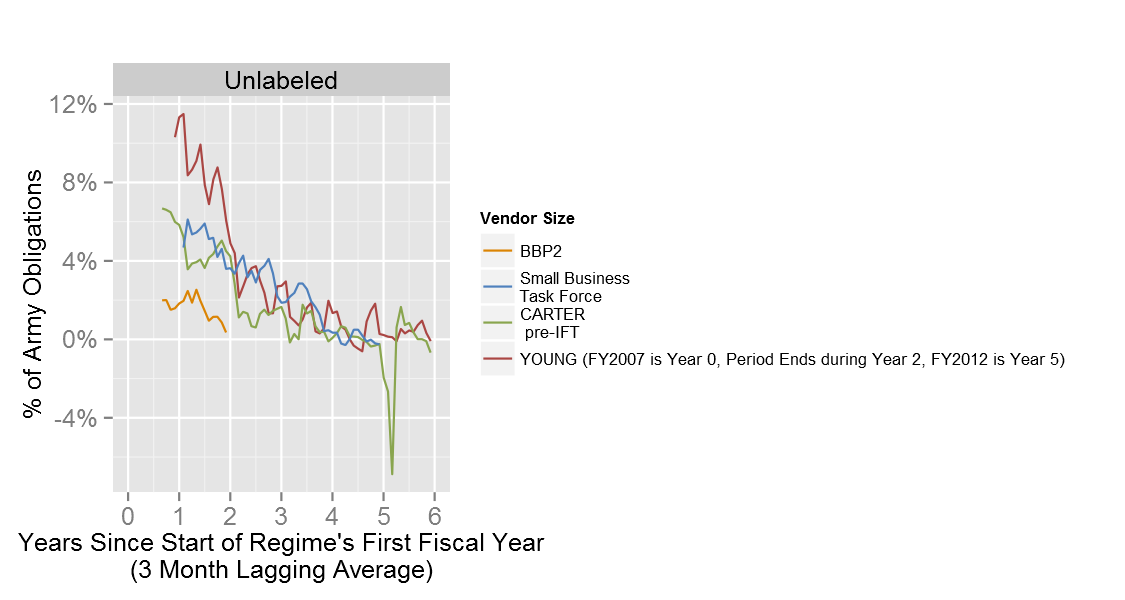 Unlabeled
12%
8%
4%
0%
-4%
% of Army Obligations
0 1 2 3 4 5 6
Years Since Start of Regime's First Fiscal Year
(3 Month Lagging Average)
Vendor Size
BBP2
Small Business
Task Force
CARTER
pre-IFT
YOUNG (FY2007 is Year 0, Period Ends during Year 2, FY2012 is Year 5)